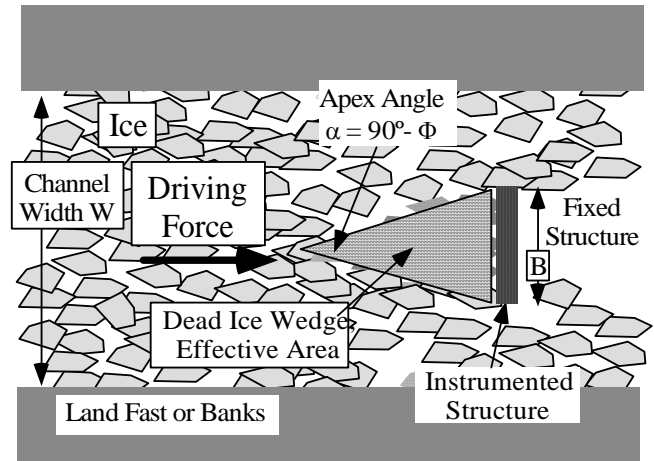 Apex Angle
α = 90º- Φ
Ice
Channel
Width W
Driving
Force
Fixed
Structure
B
Dead Ice Wedge,
Effective Area
Instrumented
Structure
Land Fast or Banks